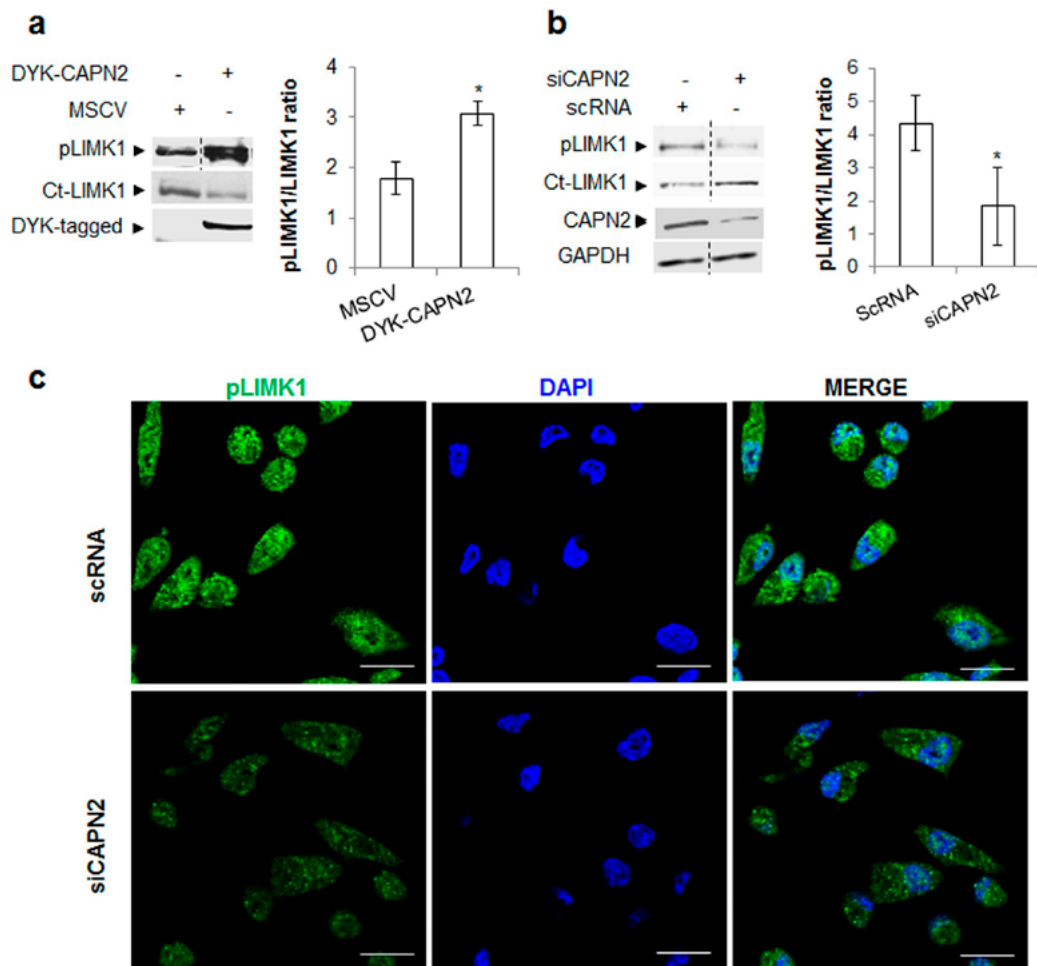 a
DYK-CAPN2 - +
MSCV + -
pLIMK1
Ct-LIMK1
DYK-tagged
pLIMK1/LIMK1 ratio
4
3
2
1
0
*
MSCV
DYK-CAPN2
b
siCAPN2 - +
scRNA + -
pLIMK1
Ct-LIMK1
CAPN2
GAPDH
pLIMK1/LIMK1 ratio
6
5
4
3
2
1
0
*
ScRNA
siCAPN2
c
pLIMK1 DAPI MERGE
scRNA
siCAPN2